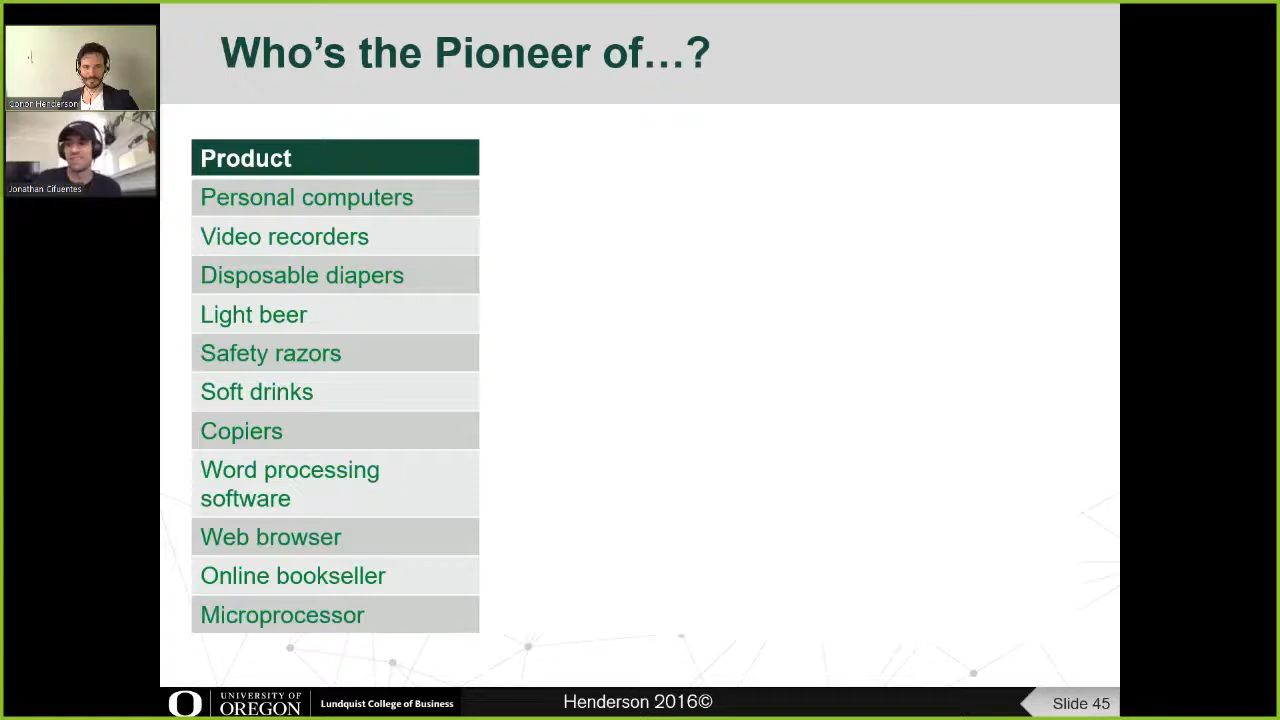 Who's the Pioneer of…?
Conor Henderson
Jonathan Cifuentes
Product
Personal computers
Video recorders
Disposable diapers
Light beer
Safety razors
Soft drinks
Copiers
Word processing
software
Web browser
Online bookseller
Microprocessor
UNIVERSITY OF
OREGON
Lundquist College of Business
Henderson 2016©
Slide 45